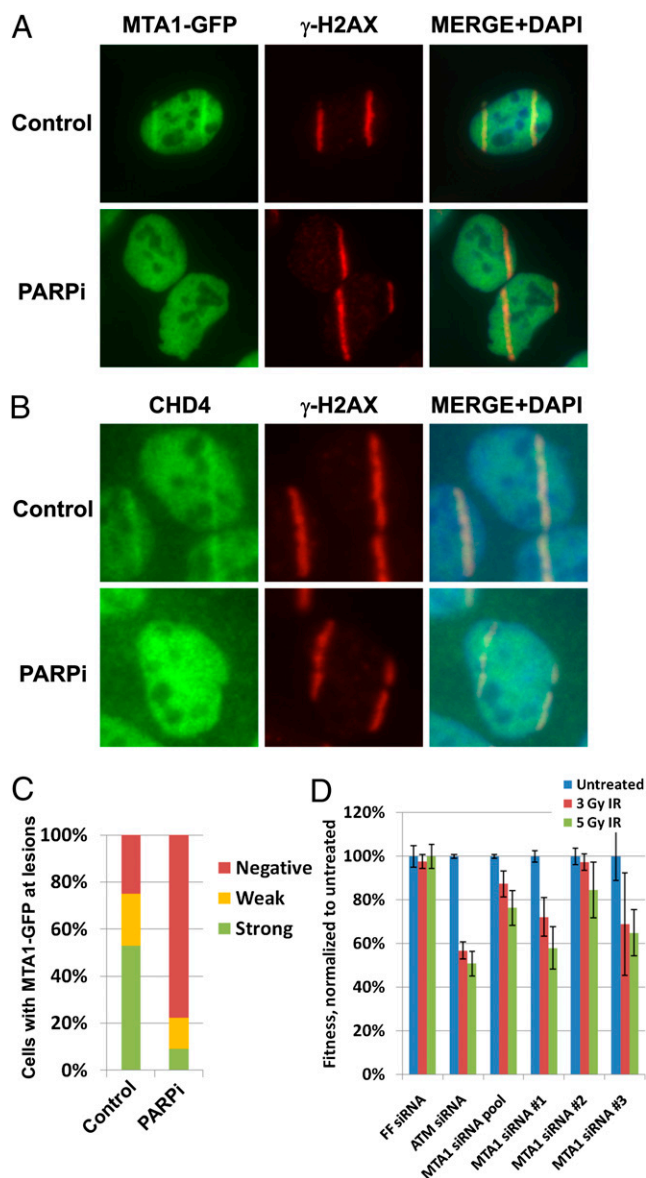 A
MTA1-GFP γ-H2AX MERGE+DAPI
Control
PARPi
B
CHD4 γ-H2AX MERGE+DAPI
Control
PARPi
C
Cells with MTA1-GFP at lesions
100%
80%
60%
40%
20%
0%
Control
PARPi
Negative
Weak
Strong
D
Untreated
3 Gy IR
5 Gy IR
Fitness, normalized to untreated
120%
100%
80%
60%
40%
20%
0%
FF siRNA
ATM siRNA
MTA1 siRNA pool
MTA1 siRNA #1
MTA1 siRNA #2
MTA1 siRNA #3